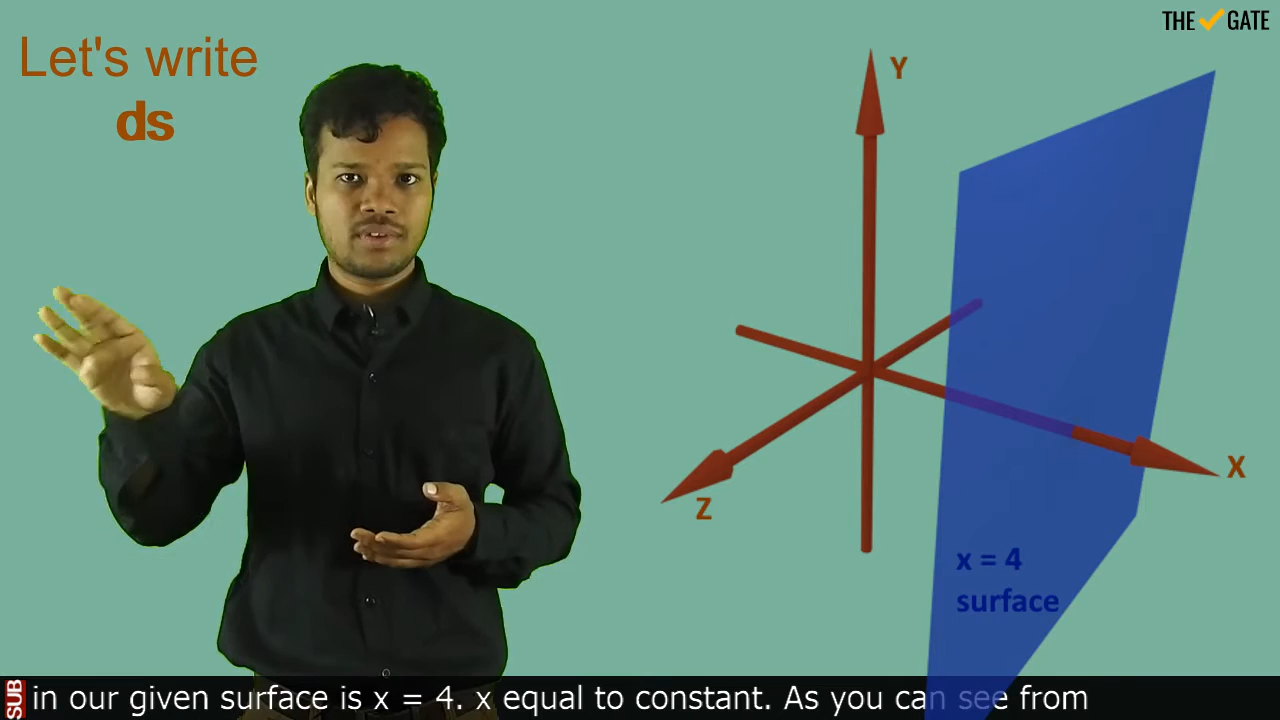 THE GATE
Let's write
ds
Y
X
Z
x = 4
surface
SUB
in our given surface is x = 4. x equal to constant. As you can see from